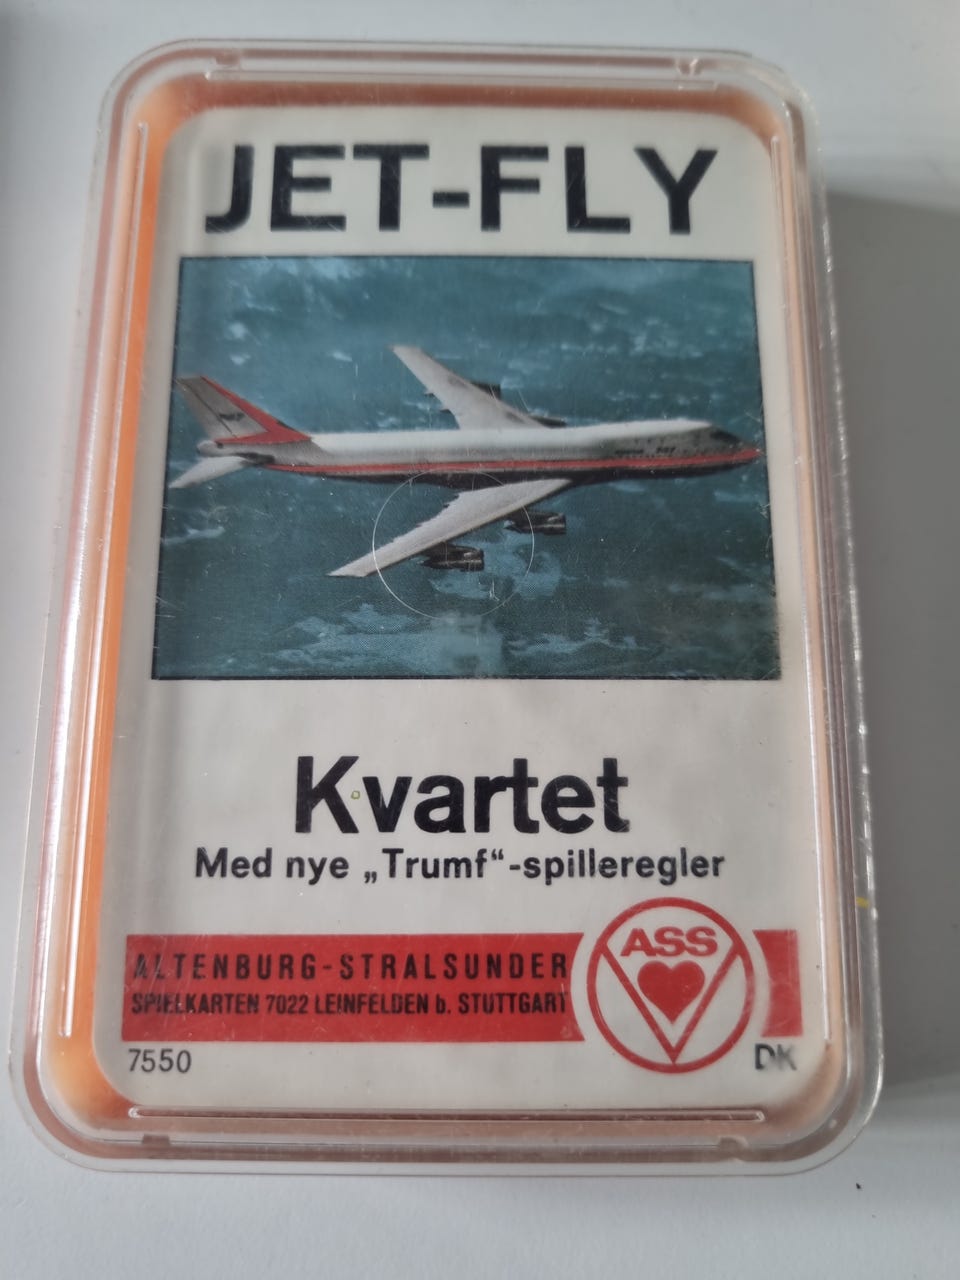 JET-FLY
Kvartet
Med nye „Trumf“-spilleregler
ALTENBURG-STRALSUNDER
SPIELKARTEN 7022 LEINFELDEN b. STUTTGART
ASS
7550
DK